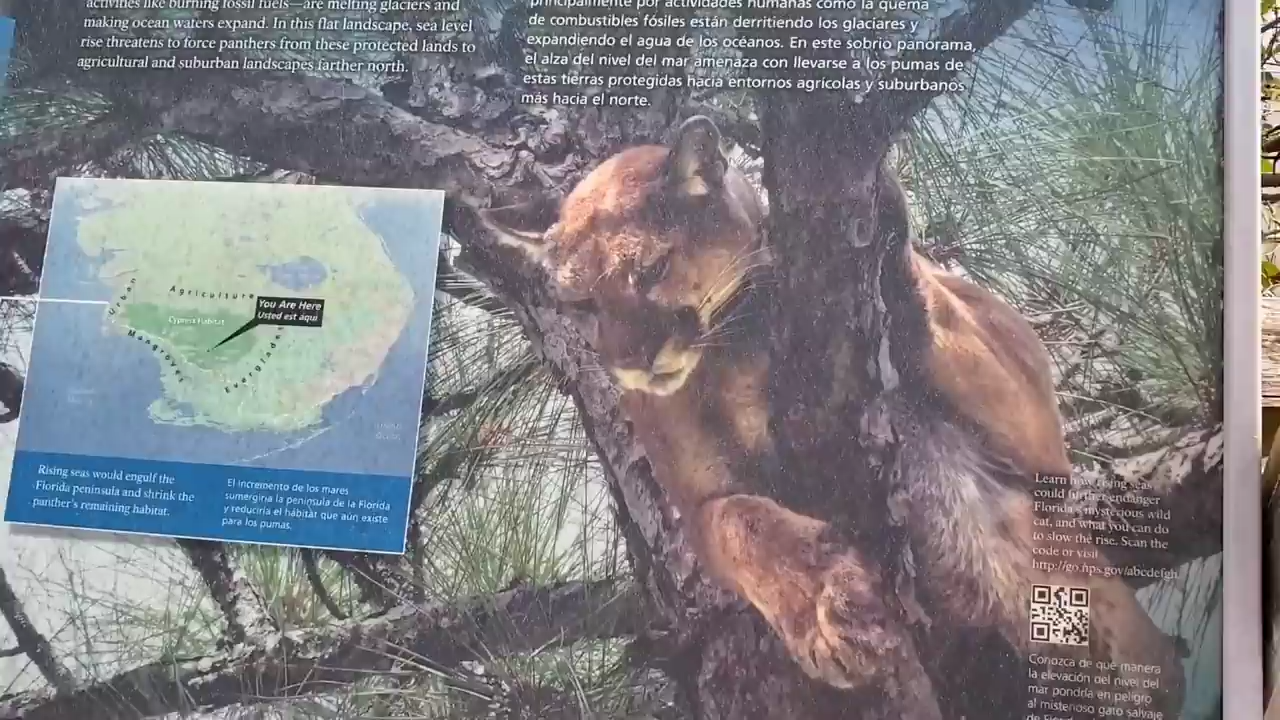 activities like burning fossil fuels—are melting glaciers and
making ocean waters expand. In this flat landscape, sea level
rise threatens to force panthers from these protected lands to
agricultural and suburban landscapes farther north.
principalmente por actividades humanas como la quema
de combustibles fósiles están derritiendo los glaciares y
expandiendo el agua de los océanos. En este sobrio panorama,
el alza del nivel del mar amenaza con llevarse a los pumas de
estas tierras protegidas hacia entornos agrícolas y suburbanos
más hacia el norte.
Agriculture
Urban
You Are Here
Usted est aquí
Cypress Habitat
Mangrove
Everglades
Rising seas would engulf the
Florida peninsula and shrink the
panther's remaining habitat.
El incremento de los mares
sumergiría la península de la Florida
y reduciría el hábitat que aún existe
para los pumas.
Learn how rising seas
could further endanger
Florida's mysterious wild
cat, and what you can do
to slow the rise. Scan the
code or visit
http://go.nps.gov/abcdefgh.
Conozca de qué manera
la elevación del nivel del
mar pondría en peligro
al misterioso gato salvaje